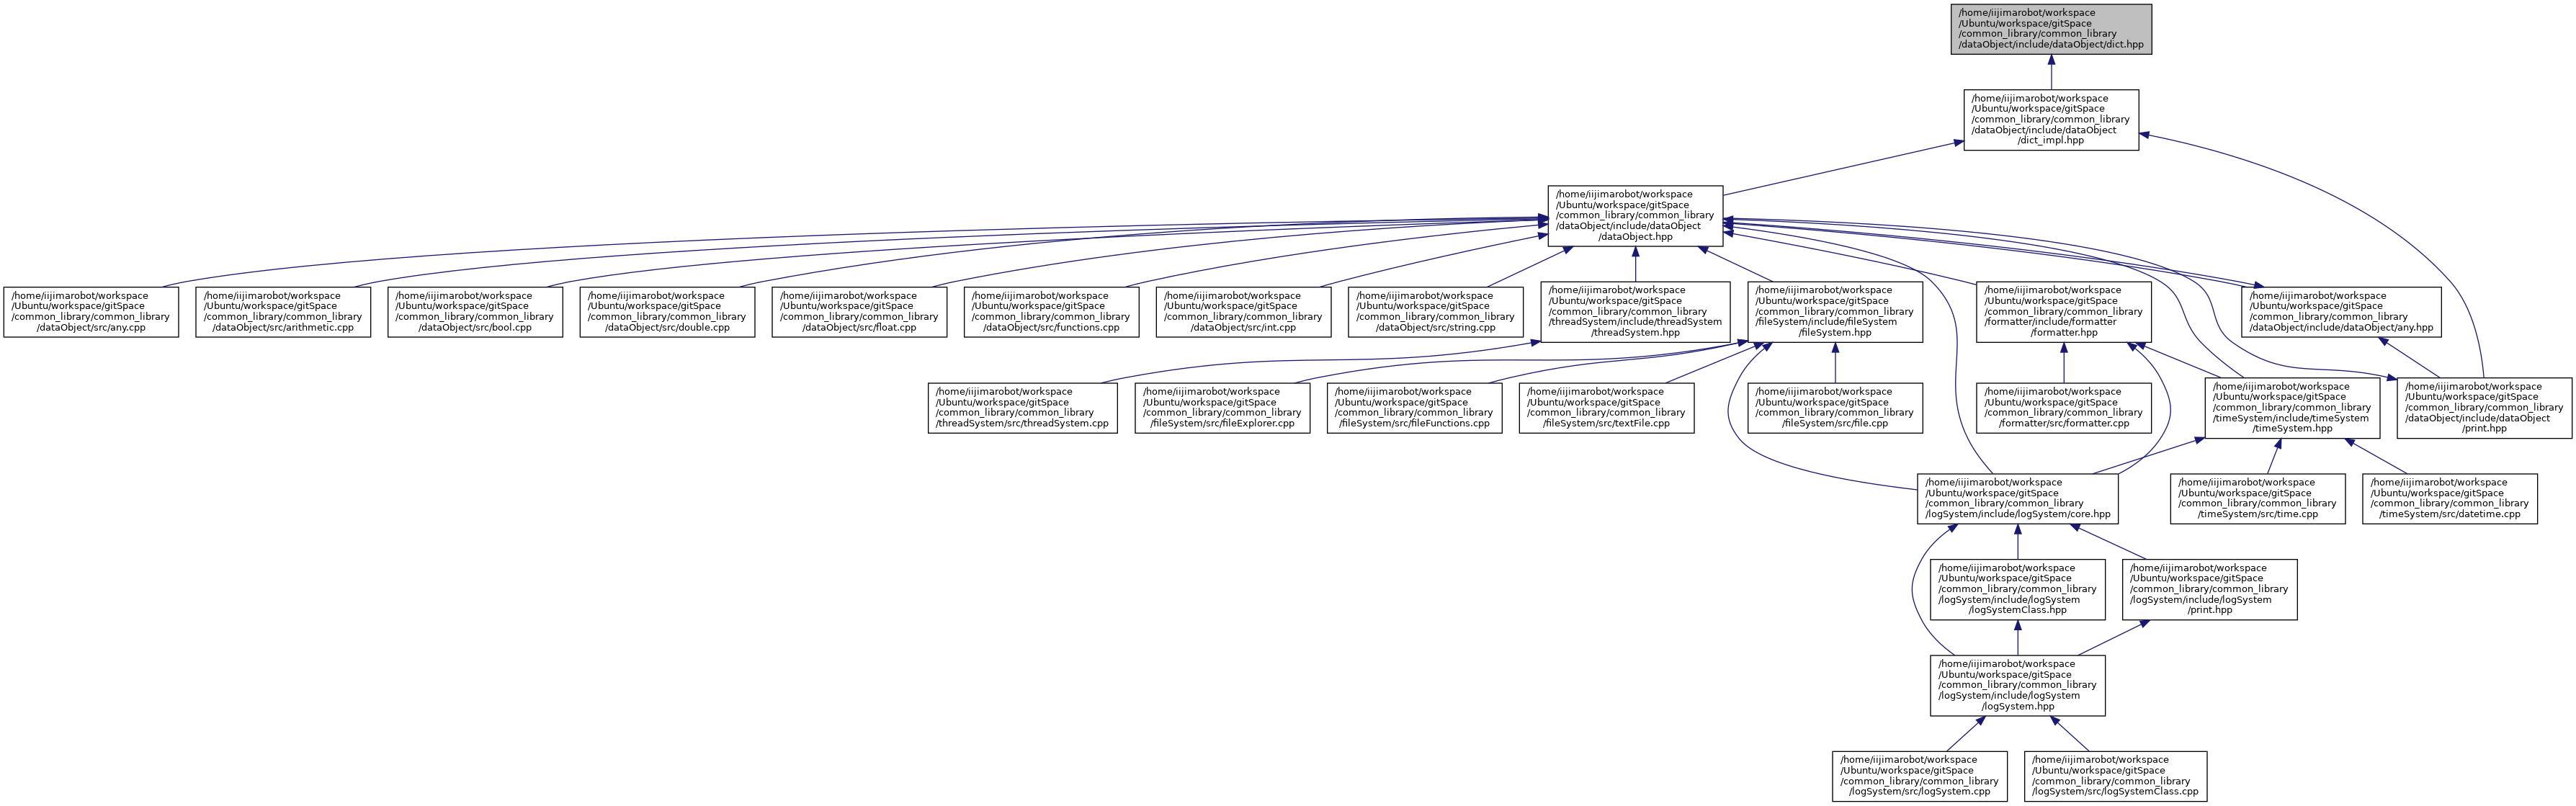 /home/iijimarobot/workspace
/Ubuntu/workspace/gitSpace
/common_library/common_library
/dataObject/include/dataObject/dict.hpp
/home/iijimarobot/workspace
/Ubuntu/workspace/gitSpace
/common_library/common_library
/dataObject/include/dataObject
/dict_impl.hpp
/home/iijimarobot/workspace
/Ubuntu/workspace/gitSpace
/common_library/common_library
/dataObject/include/dataObject
/dataObject.hpp
/home/iijimarobot/workspace
/Ubuntu/workspace/gitSpace
/common_library/common_library
/dataObject/src/any.cpp
/home/iijimarobot/workspace
/Ubuntu/workspace/gitSpace
/common_library/common_library
/dataObject/src/arithmetic.cpp
/home/iijimarobot/workspace
/Ubuntu/workspace/gitSpace
/common_library/common_library
/dataObject/src/bool.cpp
/home/iijimarobot/workspace
/Ubuntu/workspace/gitSpace
/common_library/common_library
/dataObject/src/double.cpp
/home/iijimarobot/workspace
/Ubuntu/workspace/gitSpace
/common_library/common_library
/dataObject/src/float.cpp
/home/iijimarobot/workspace
/Ubuntu/workspace/gitSpace
/common_library/common_library
/dataObject/src/functions.cpp
/home/iijimarobot/workspace
/Ubuntu/workspace/gitSpace
/common_library/common_library
/dataObject/src/int.cpp
/home/iijimarobot/workspace
/Ubuntu/workspace/gitSpace
/common_library/common_library
/dataObject/src/string.cpp
/home/iijimarobot/workspace
/Ubuntu/workspace/gitSpace
/common_library/common_library
/threadSystem/include/threadSystem
/threadSystem.hpp
/home/iijimarobot/workspace
/Ubuntu/workspace/gitSpace
/common_library/common_library
/fileSystem/include/fileSystem
/fileSystem.hpp
/home/iijimarobot/workspace
/Ubuntu/workspace/gitSpace
/common_library/common_library
/formatter/include/formatter
/formatter.hpp
/home/iijimarobot/workspace
/Ubuntu/workspace/gitSpace
/common_library/common_library
/dataObject/include/dataObject/any.hpp
/home/iijimarobot/workspace
/Ubuntu/workspace/gitSpace
/common_library/common_library
/threadSystem/src/threadSystem.cpp
/home/iijimarobot/workspace
/Ubuntu/workspace/gitSpace
/common_library/common_library
/fileSystem/src/fileExplorer.cpp
/home/iijimarobot/workspace
/Ubuntu/workspace/gitSpace
/common_library/common_library
/fileSystem/src/fileFunctions.cpp
/home/iijimarobot/workspace
/Ubuntu/workspace/gitSpace
/common_library/common_library
/fileSystem/src/textFile.cpp
/home/iijimarobot/workspace
/Ubuntu/workspace/gitSpace
/common_library/common_library
/fileSystem/src/file.cpp
/home/iijimarobot/workspace
/Ubuntu/workspace/gitSpace
/common_library/common_library
/formatter/src/formatter.cpp
/home/iijimarobot/workspace
/Ubuntu/workspace/gitSpace
/common_library/common_library
/timeSystem/include/timeSystem
/timeSystem.hpp
/home/iijimarobot/workspace
/Ubuntu/workspace/gitSpace
/common_library/common_library
/dataObject/include/dataObject
/print.hpp
/home/iijimarobot/workspace
/Ubuntu/workspace/gitSpace
/common_library/common_library
/logSystem/include/logSystem/core.hpp
/home/iijimarobot/workspace
/Ubuntu/workspace/gitSpace
/common_library/common_library
/timeSystem/src/time.cpp
/home/iijimarobot/workspace
/Ubuntu/workspace/gitSpace
/common_library/common_library
/timeSystem/src/datetime.cpp
/home/iijimarobot/workspace
/Ubuntu/workspace/gitSpace
/common_library/common_library
/logSystem/include/logSystem
/logSystemClass.hpp
/home/iijimarobot/workspace
/Ubuntu/workspace/gitSpace
/common_library/common_library
/logSystem/include/logSystem
/print.hpp
/home/iijimarobot/workspace
/Ubuntu/workspace/gitSpace
/common_library/common_library
/logSystem/include/logSystem
/logSystem.hpp
/home/iijimarobot/workspace
/Ubuntu/workspace/gitSpace
/common_library/common_library
/logSystem/src/logSystem.cpp
/home/iijimarobot/workspace
/Ubuntu/workspace/gitSpace
/common_library/common_library
/logSystem/src/logSystemClass.cpp